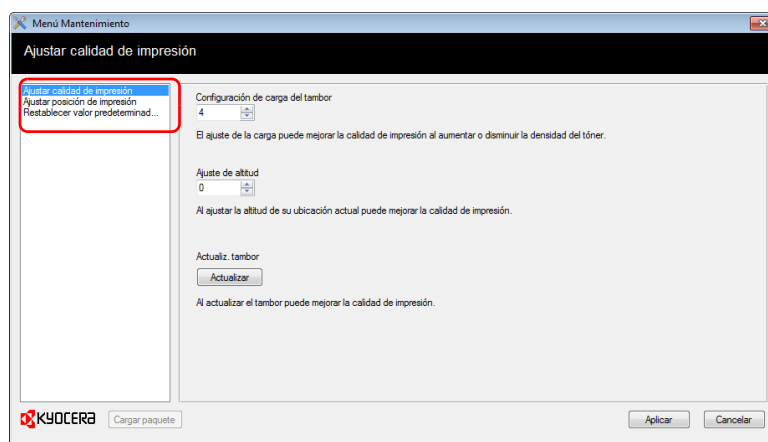 Menú Mantenimiento
Ajustar calidad de impresión
Ajustar calidad de impresión
Ajustar posición de impresión
Restablecer valor predeterminad...
Configuración de carga del tambor
4
El ajuste de la carga puede mejorar la calidad de impresión al aumentar o disminuir la densidad del tóner.
Ajuste de altitud
0
Al ajustar la altitud de su ubicación actual puede mejorar la calidad de impresión.
Actualiz. tambor
Actualizar
Al actualizar el tambor puede mejorar la calidad de impresión.
KYOCERA
Cargar paquete
Aplicar
Cancelar